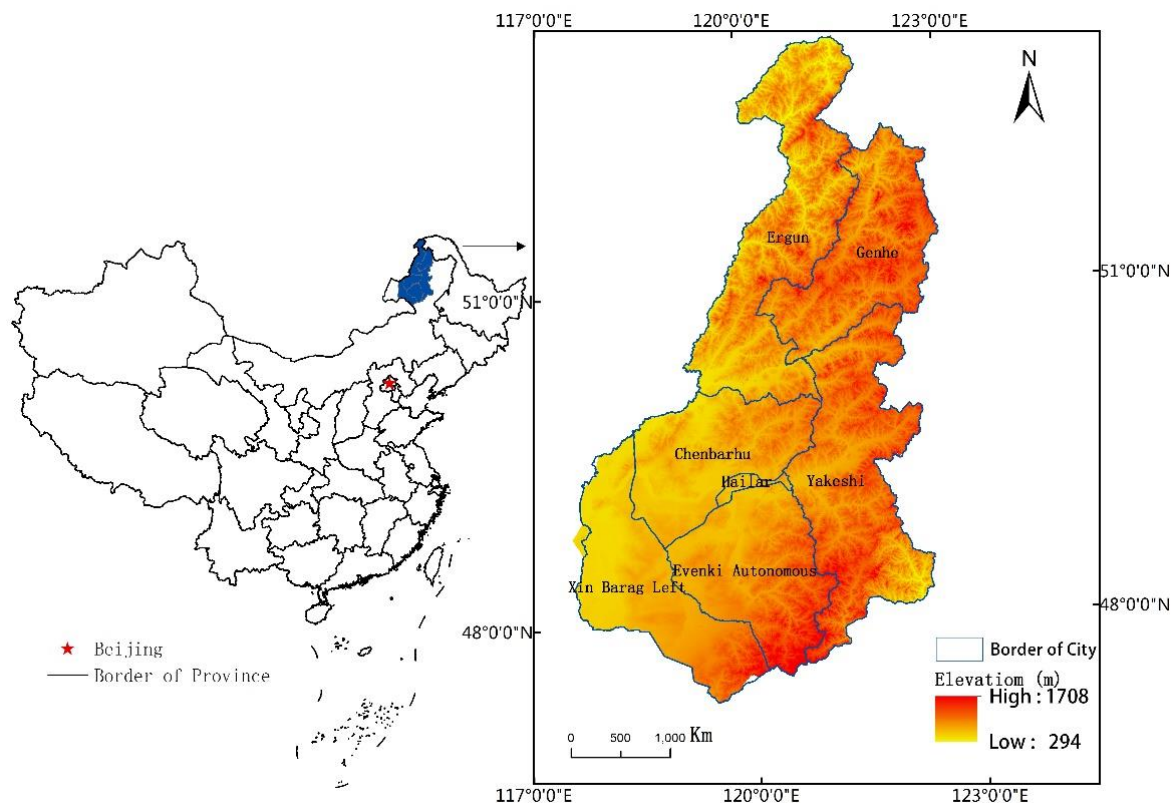 117°0'0"E
120°0'0"E
123°0'0"E
N
Ergun
Genhe
51°0'0"N
51°0'0"N
Chenbarhu
Hailar
Yakeshi
Evenki Autonomous
Xin Barag Left
48°0'0"N
48°0'0"N
Beijing
Border of Province
Border of City
Elevatiom (m)
High : 1708
Low : 294
0 500 1,000 Km
117°0'0"E
120°0'0"E
123°0'0"E